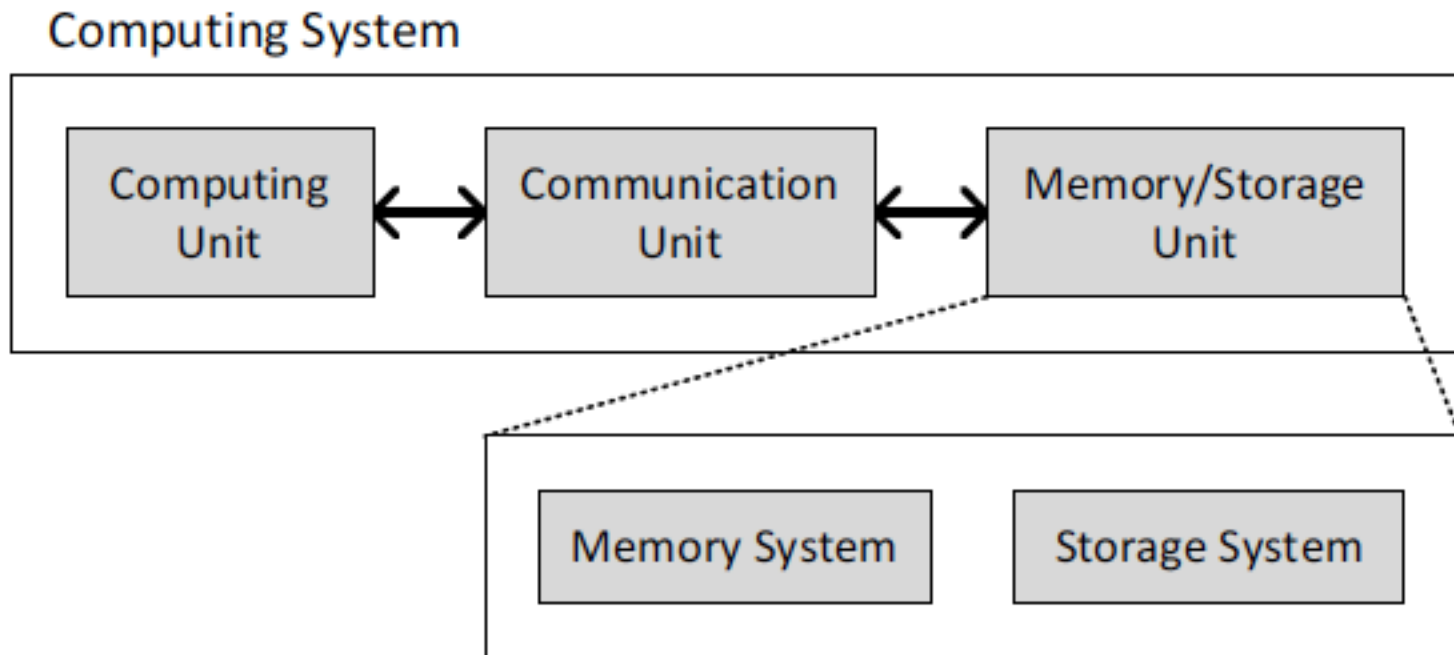 Computing System
Computing
Unit
Communication
Unit
Memory/Storage
Unit
Memory System
Storage System